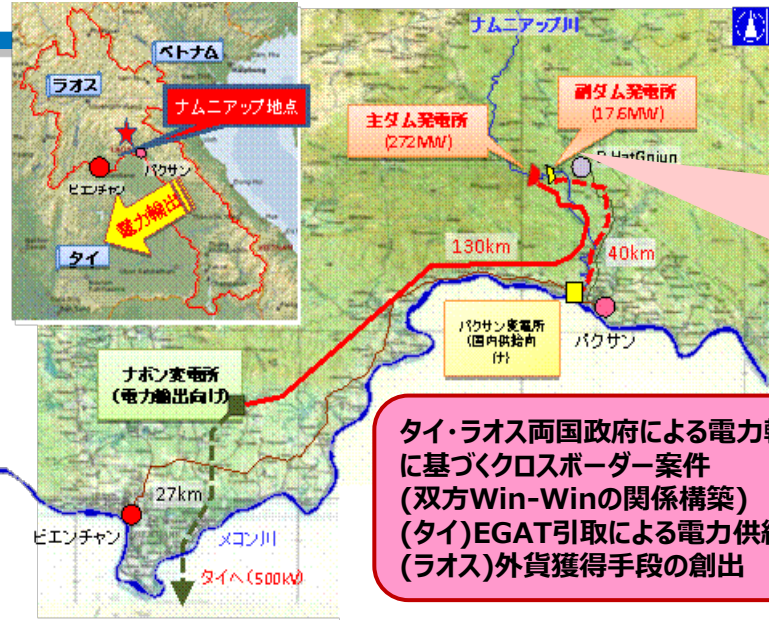 ベトナム
ラオス
ナムニアップ地点
パクサン
ビエンチャン
電力輸出
タイ
ナムニアップ川
主ダム発電所
(272MW)
副ダム発電所
(17.6MW)
B.HatGniun
130km
40km
パクサン変電所
(国内供給向
け)
パクサン
ナボン変電所
(電力輸出向け)
27km
ビエンチャン
メコン川
タイへ(500kV)
タイ・ラオス両国政府による電力
に基づくクロスボーダー案件
(双方Win-Winの関係構築)
(タイ)EGAT引取による電力供
(ラオス)外貨獲得手段の創出